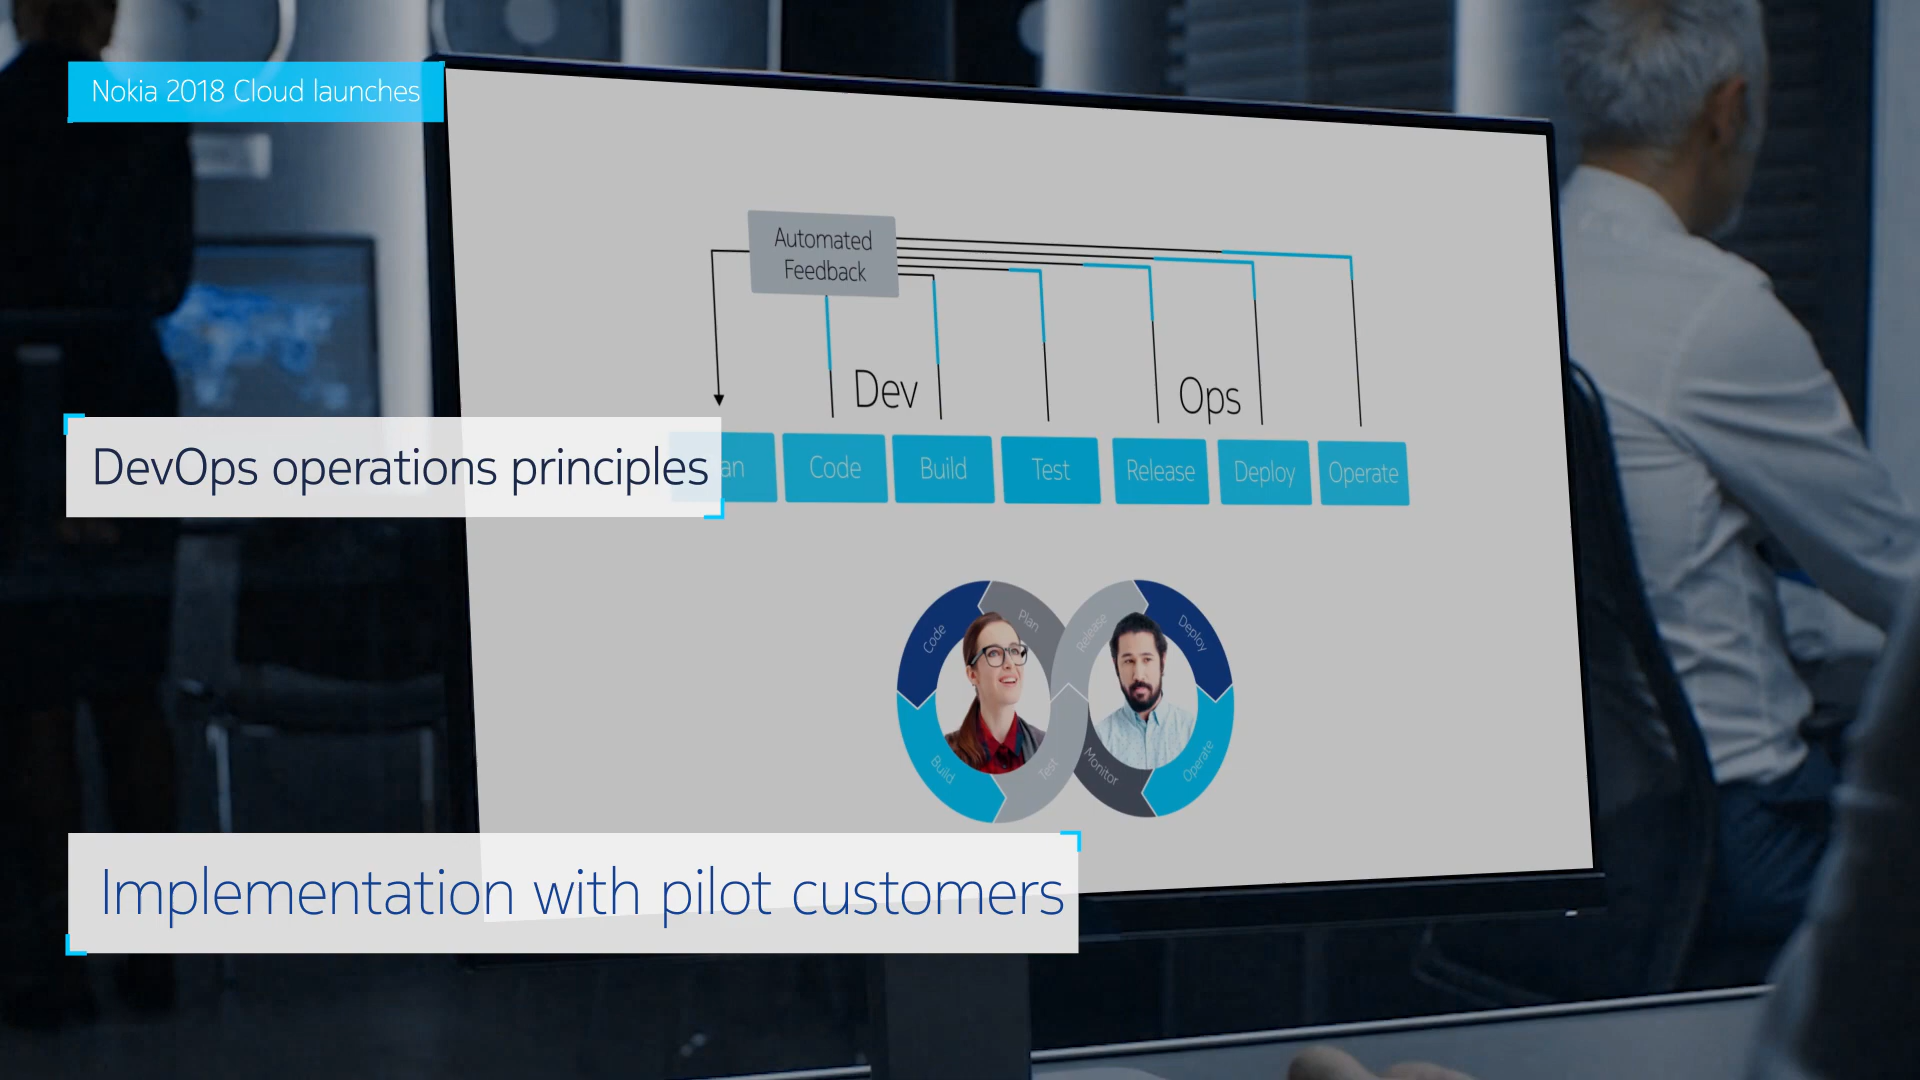 Nokia 2018 Cloud launches
Automated
Feedback
Dev
Ops
DevOps operations principles
Code
Build
Test
Release
Deploy
Operate
Code
Plan
Release
Deploy
Build
Test
Monitor
Operate
Implementation with pilot customers